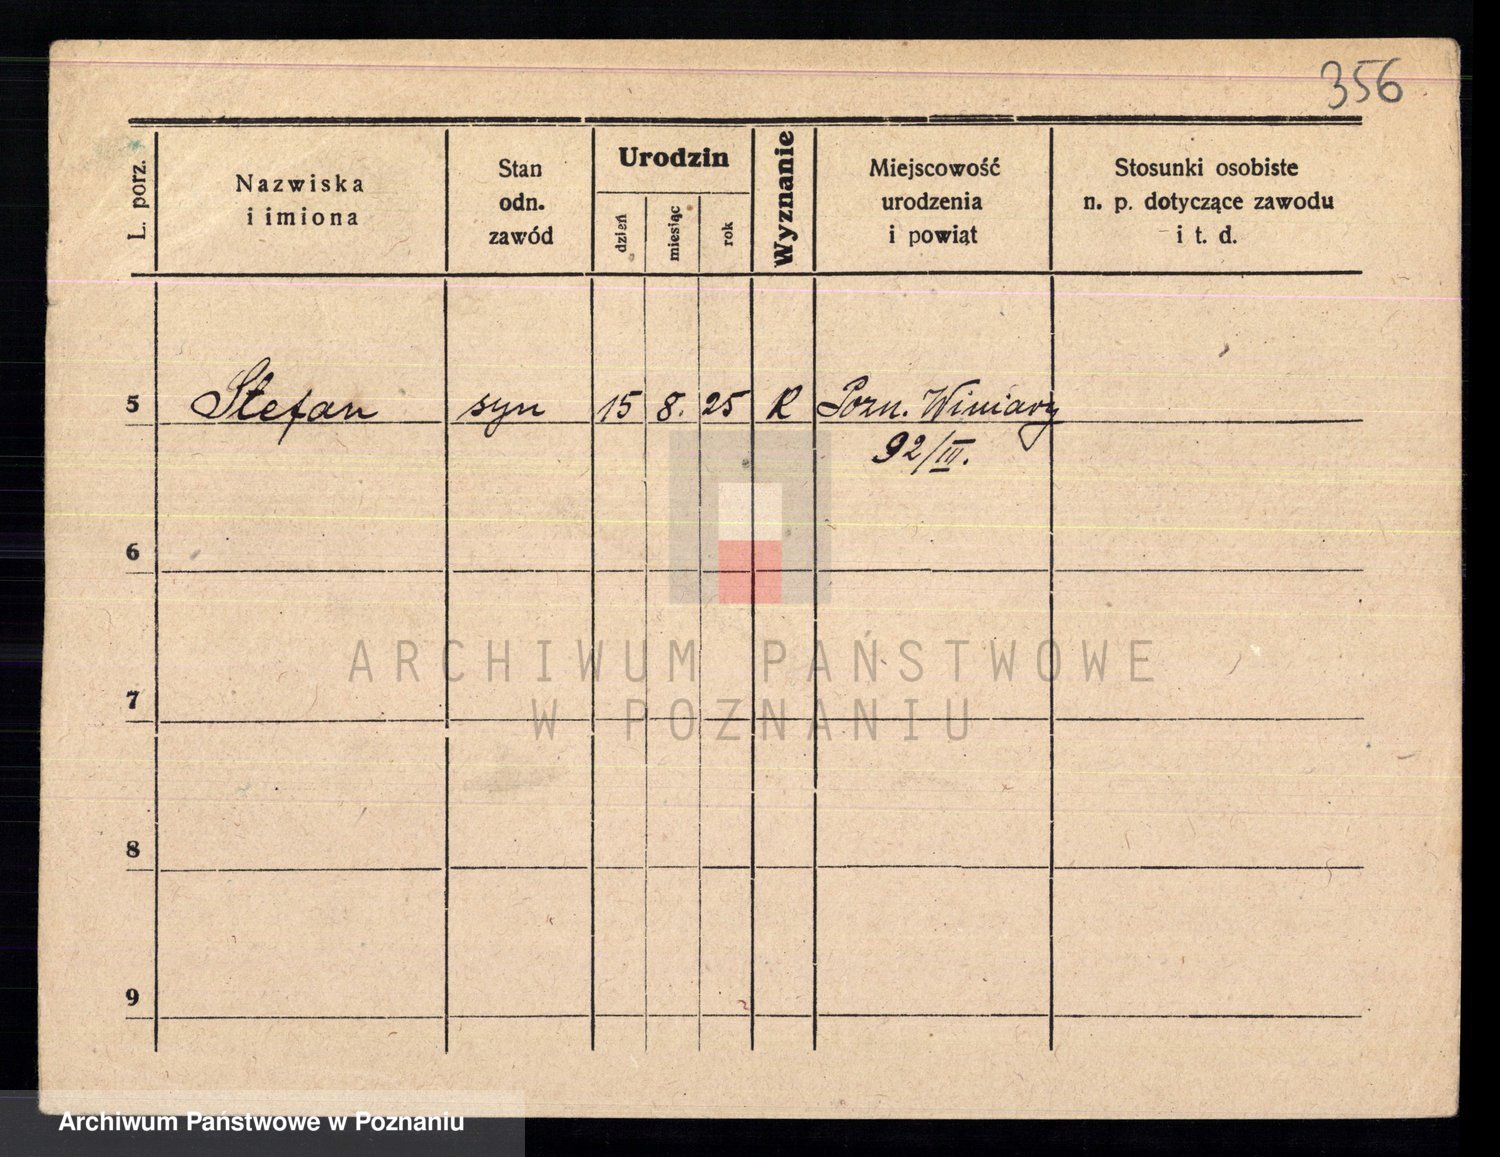 356
L. porz.
Nazwiska
i imiona
Stan
odn.
zawód
Urodzin
dzień
miesiąc
rok
Wyznanie
Miejscowość
urodzenia
i powiąt
Stosunki osobiste
n. p. dotyczące zawodu
i t. d.
5 Stefan syn 15 8. 25 R Pozn. Winiary
92/III.
6
7
8
9
ARCHIWUM PAŃSTWOWE
W POZNANIU
Archiwum Państwowe w Poznaniu